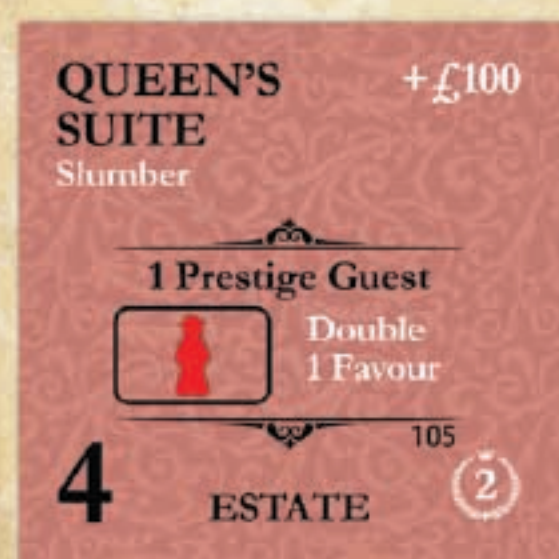 QUEEN'S +£100
SUITE
Slumber
1 Prestige Guest
Double
1 Favour
105
4 ESTATE 2